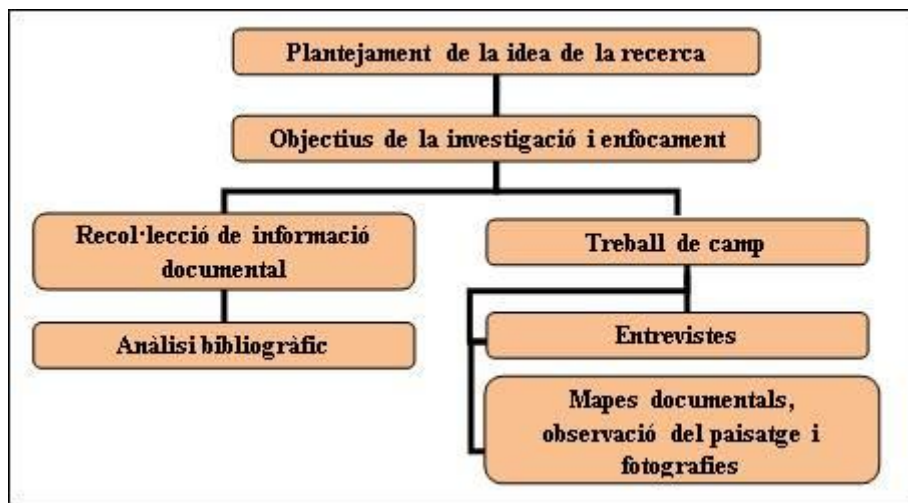 Plantejament de la idea de la recerca
Objectius de la investigació i enfocament
Recol·lecció de informació
documental
Treball de camp
Anàlisi bibliogràfic
Entrevistes
Mapes documentals,
observació del paisatge i
fotografies